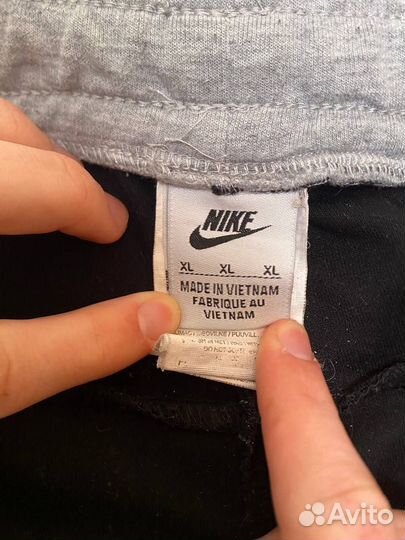 NIKE
XL XL XL
MADE IN VIETNAM
FABRIQUE AU
VIETNAM
Avito